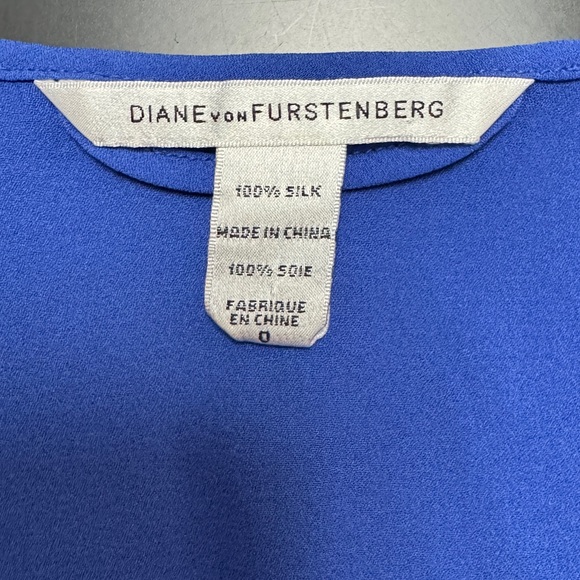 DIANE VON FURSTENBERG
100% SILK
MADE IN CHINA
100% SOIE
FABRIQUE
EN CHINE
0